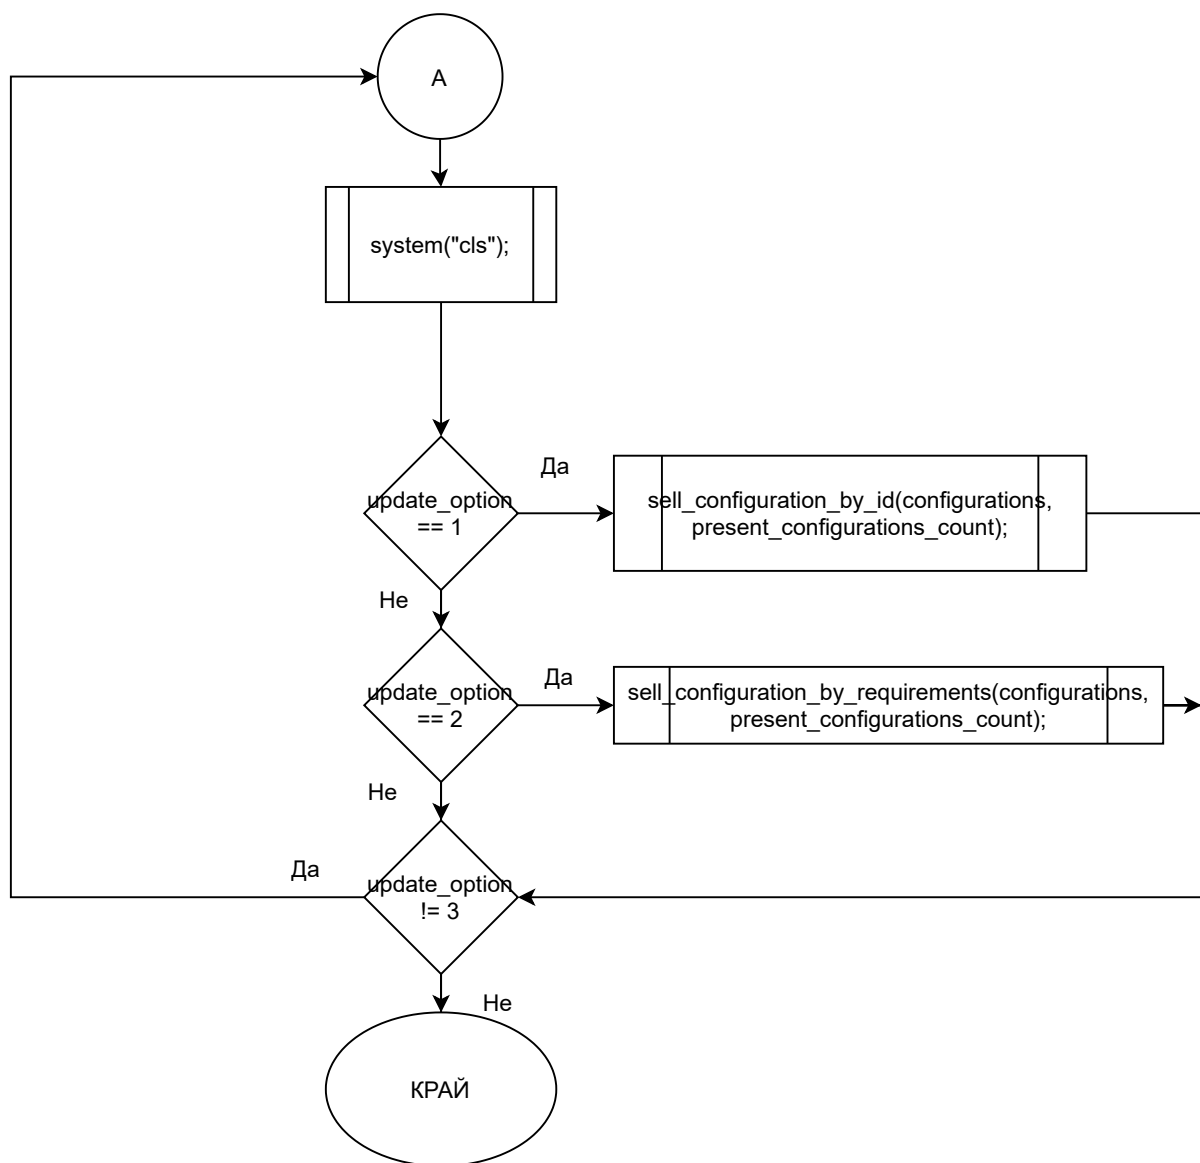 A
system("cls");
update_option
== 1
Да
sell_configuration_by_id(configurations,
present_configurations_count);
Не
update_option
== 2
Да
sell_configuration_by_requirements(configurations,
present_configurations_count);
Не
Да
update_option
!= 3
Не
КРАЙ